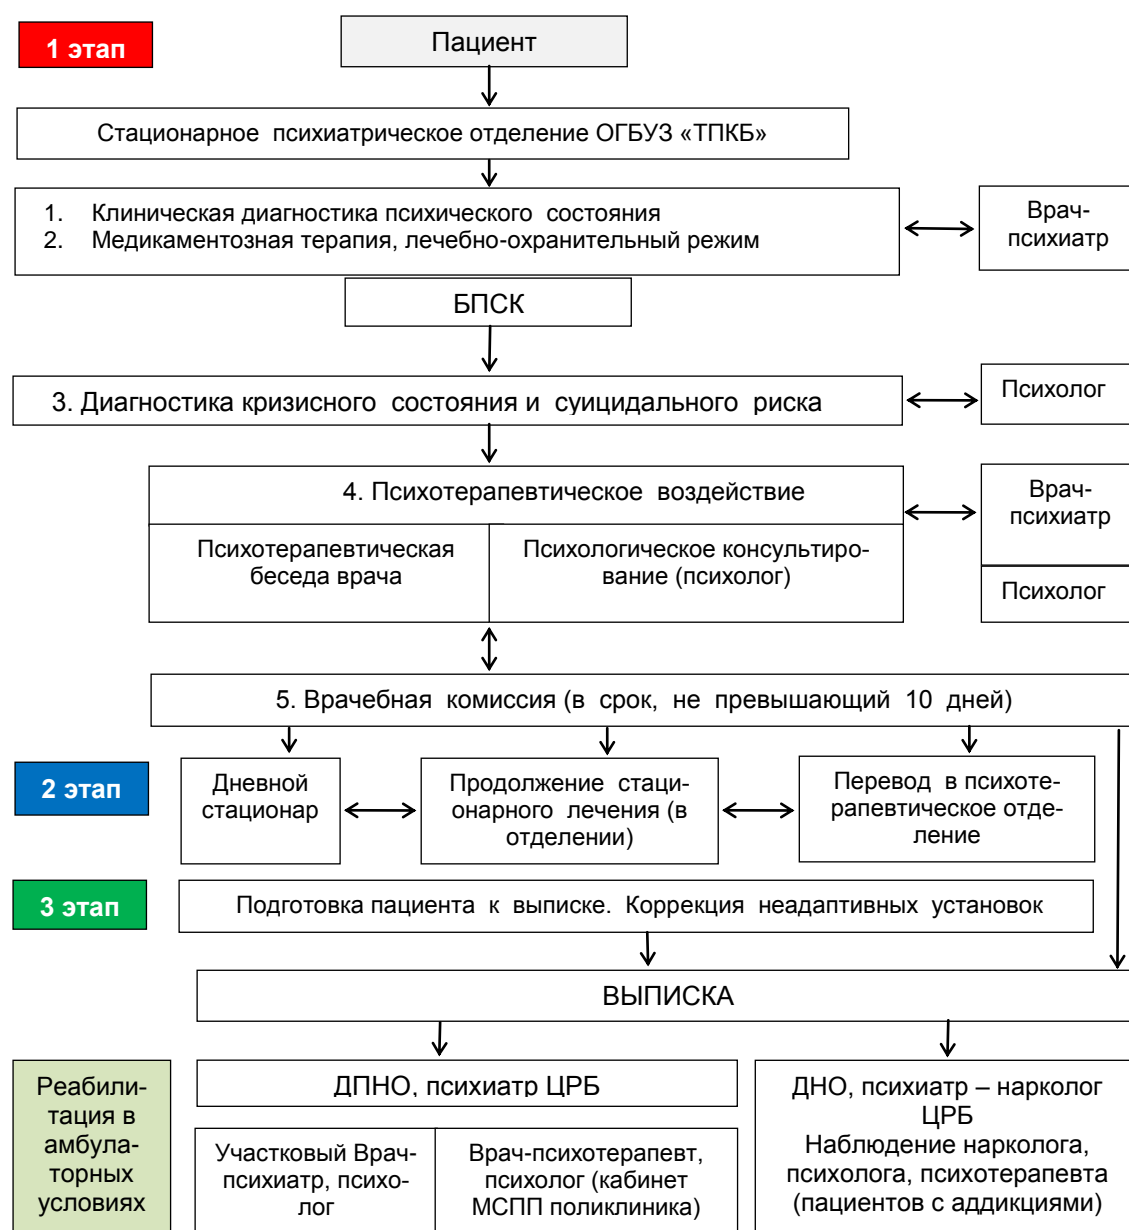 1 этап
Пациент
Стационарное психиатрическое отделение ОГБУЗ «ТПКБ»
1. Клиническая диагностика психического состояния
2. Медикаментозная терапия, лечебно-охранительный режим
Врач-
психиатр
БПСК
3. Диагностика кризисного состояния и суицидального риска
Психолог
4. Психотерапевтическое воздействие
Врач-
психиатр
Психотерапевтическая
беседа врача
Психологическое консультиро-
вание (психолог)
Психолог
5. Врачебная комиссия (в срок, не превышающий 10 дней)
2 этап
Дневной
стационар
Продолжение стаци-
онарного лечения (в
отделении)
Перевод в психоте-
рапевтическое отде-
ление
3 этап
Подготовка пациента к выписке. Коррекция неадаптивных установок
ВЫПИСКА
Реабили-
тация в
амбула-
торных
условиях
ДПНО, психиатр ЦРБ
Участковый Врач-
психиатр, психо-
лог
Врач-психотерапевт,
психолог (кабинет
МСПП поликлиника)
ДНО, психиатр – нарколог
ЦРБ
Наблюдение нарколога,
психолога, психотерапевта
(пациентов с аддикциями)